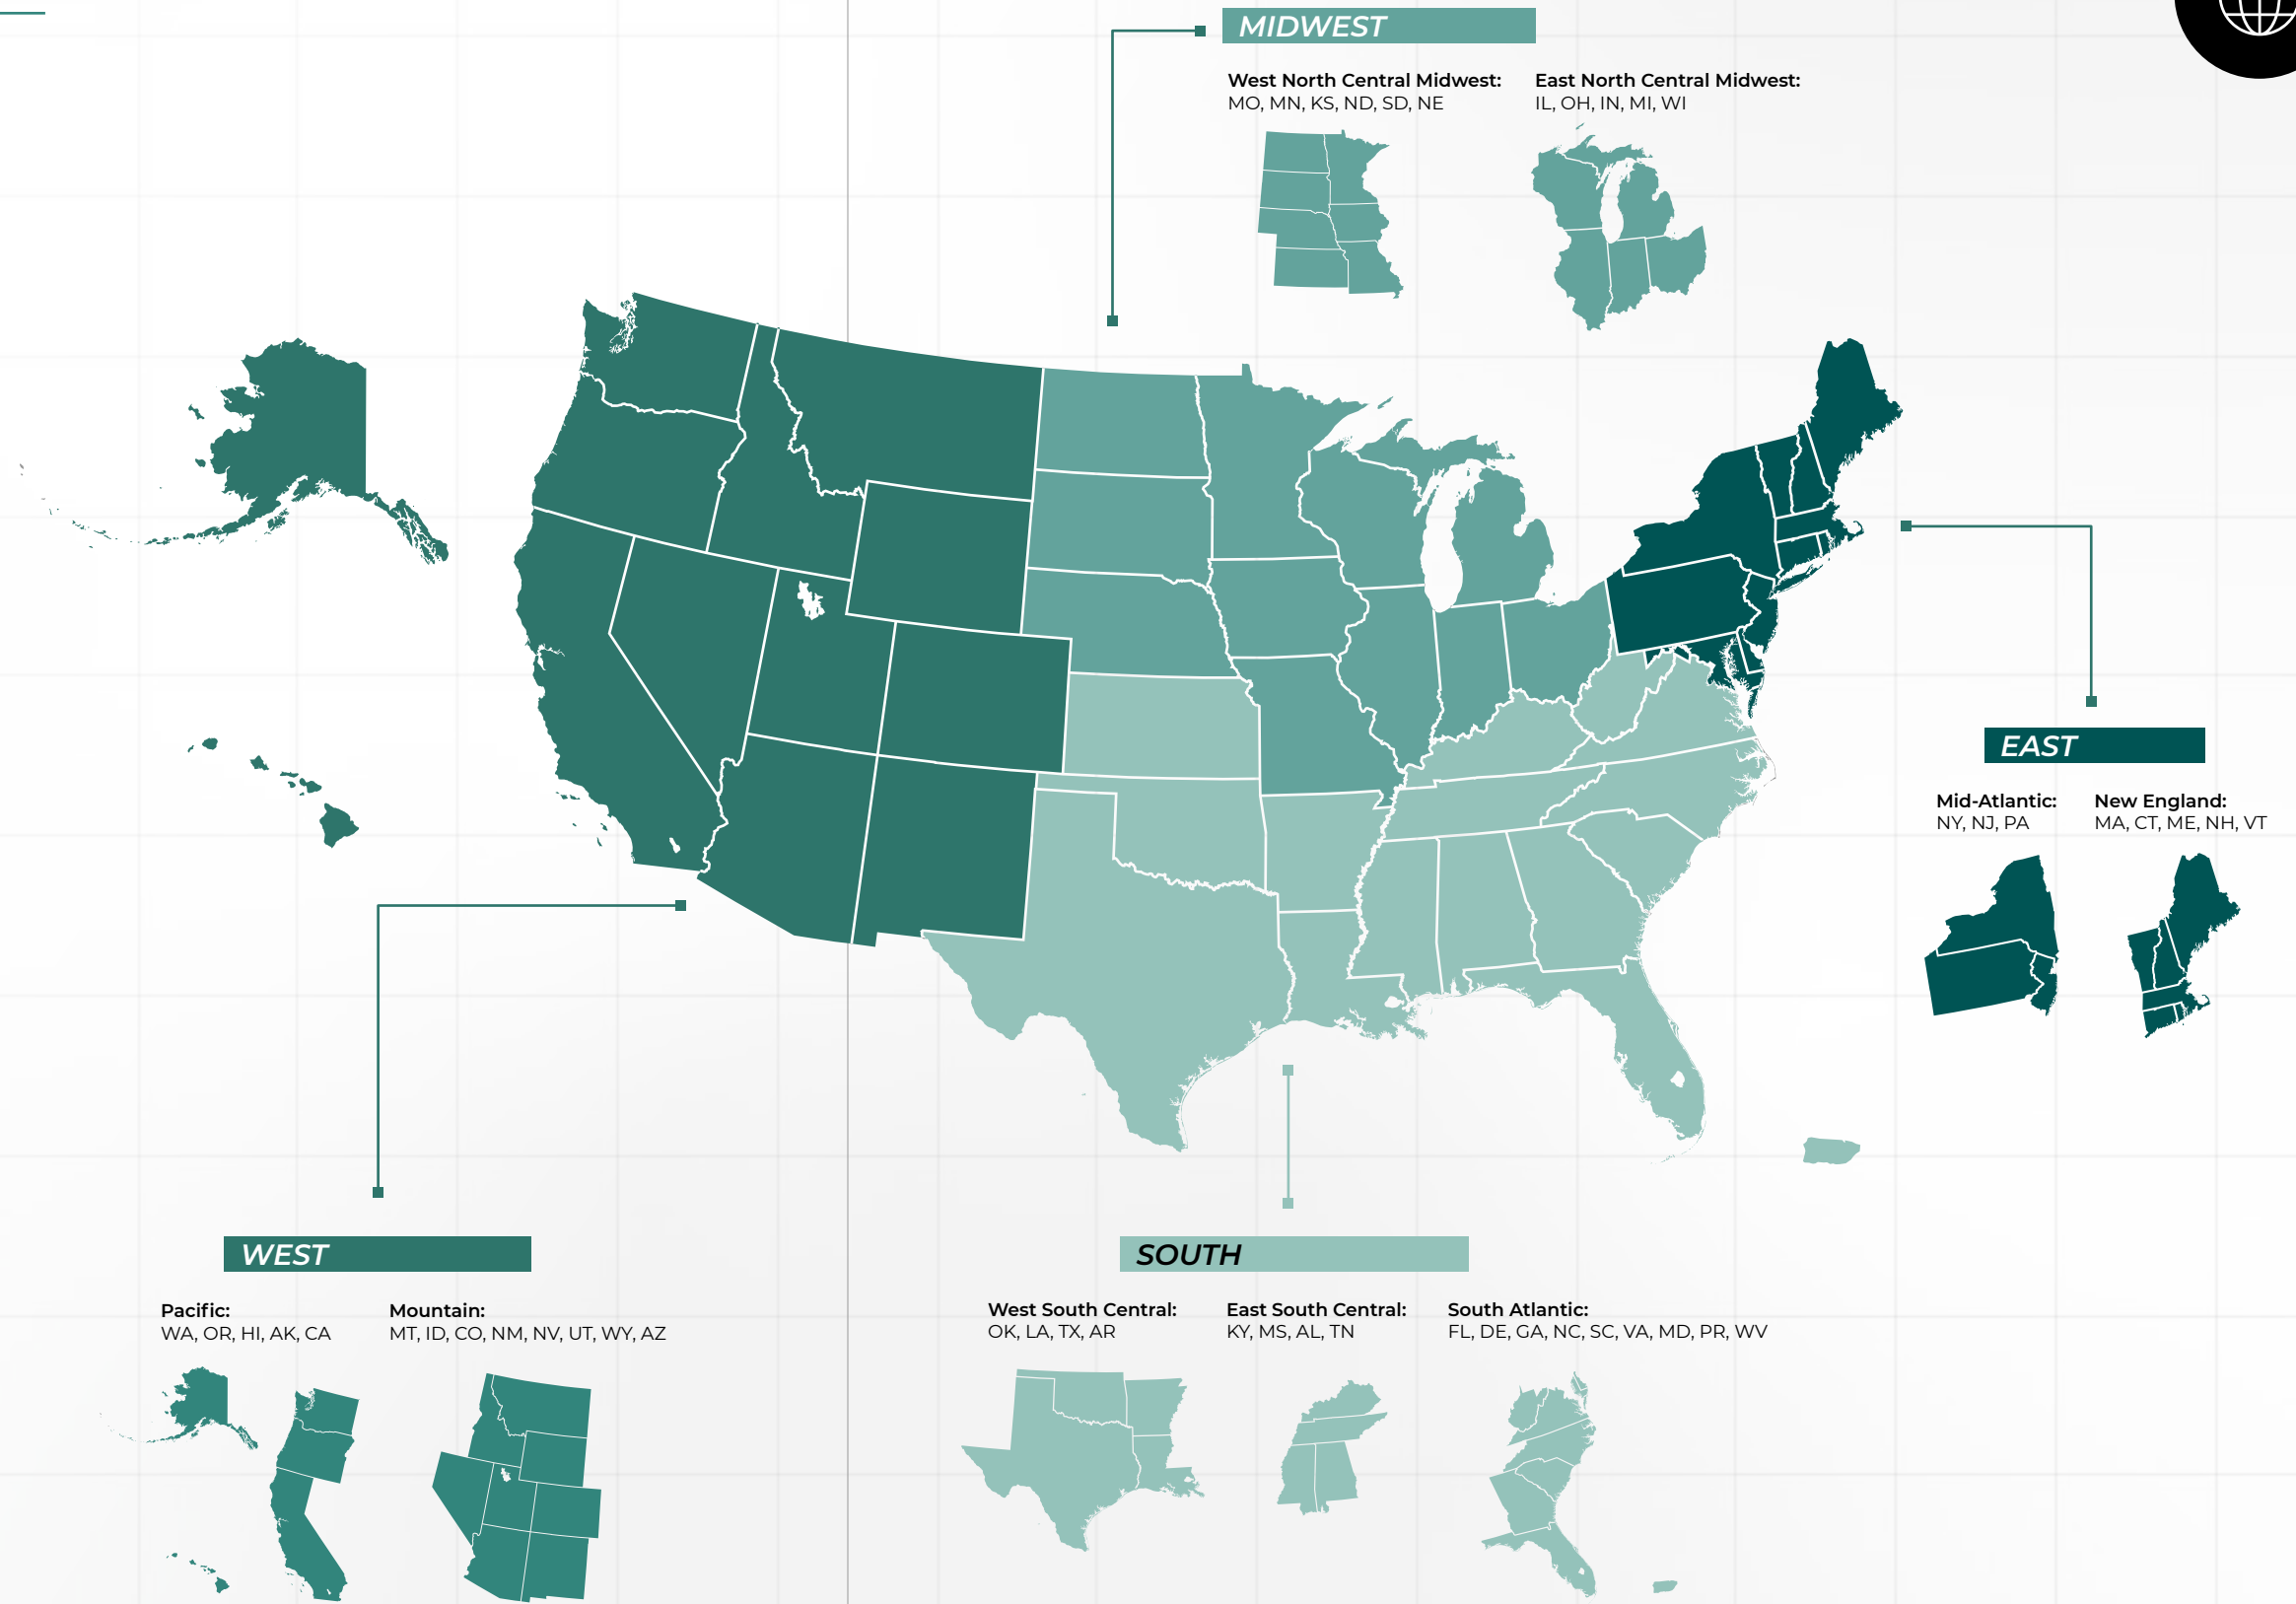 MIDWEST
West North Central Midwest:
MO, MN, KS, ND, SD, NE
East North Central Midwest:
IL, OH, IN, MI, WI
EAST
Mid-Atlantic:
NY, NJ, PA
New England:
MA, CT, ME, NH, VT
WEST
Pacific:
WA, OR, HI, AK, CA
Mountain:
MT, ID, CO, NM, NV, UT, WY, AZ
SOUTH
West South Central:
OK, LA, TX, AR
East South Central:
KY, MS, AL, TN
South Atlantic:
FL, DE, GA, NC, SC, VA, MD, PR, WV